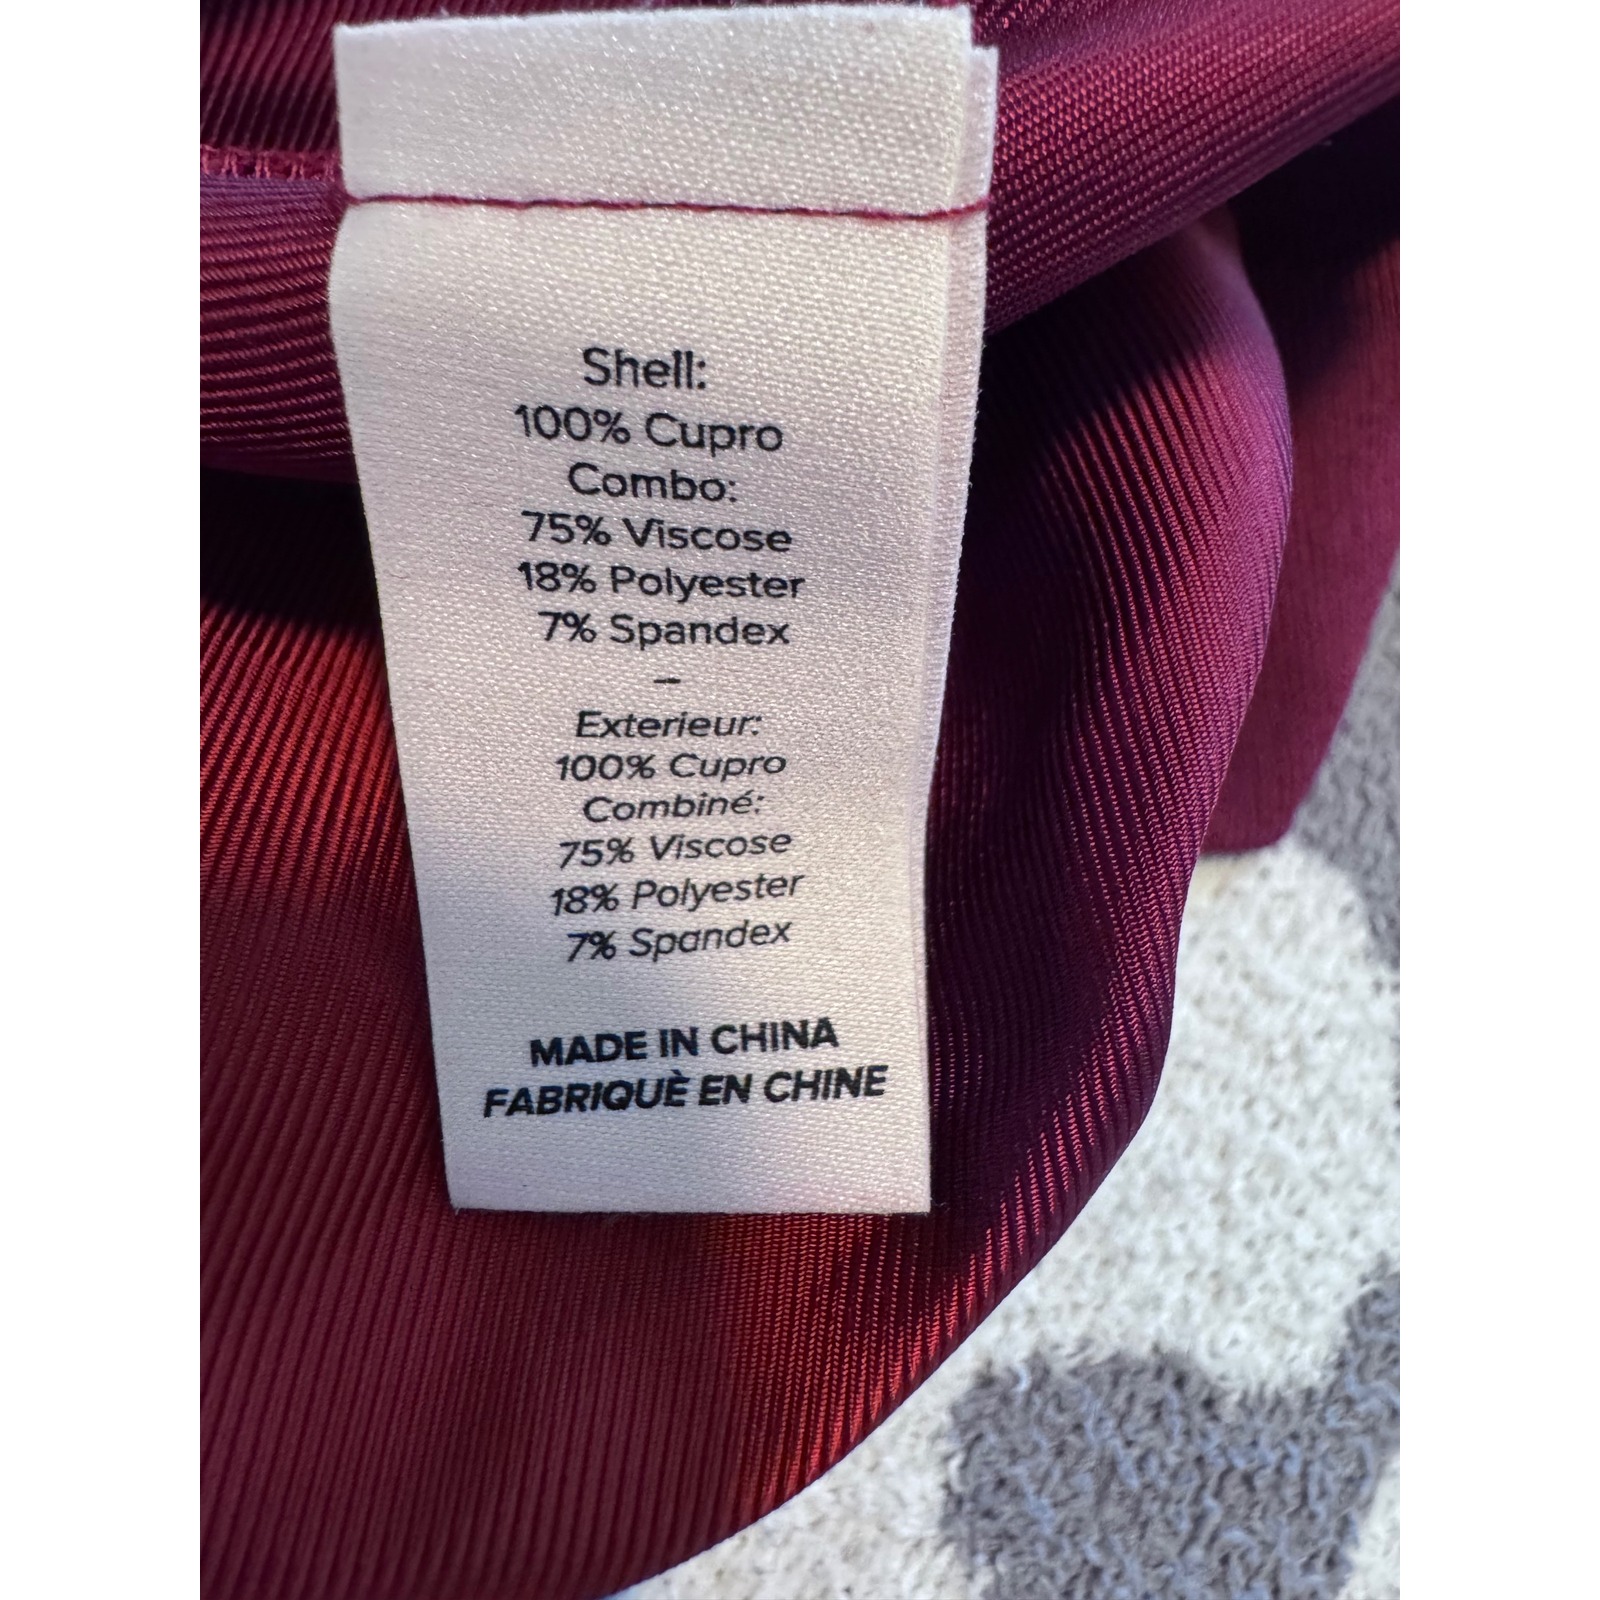 Shell:
100% Cupro
Combo:
75% Viscose
18% Polyester
7% Spandex
–
Exterieur:
100% Cupro
Combiné:
75% Viscose
18% Polyester
7% Spandex
MADE IN CHINA
FABRIQUÈ EN CHINE